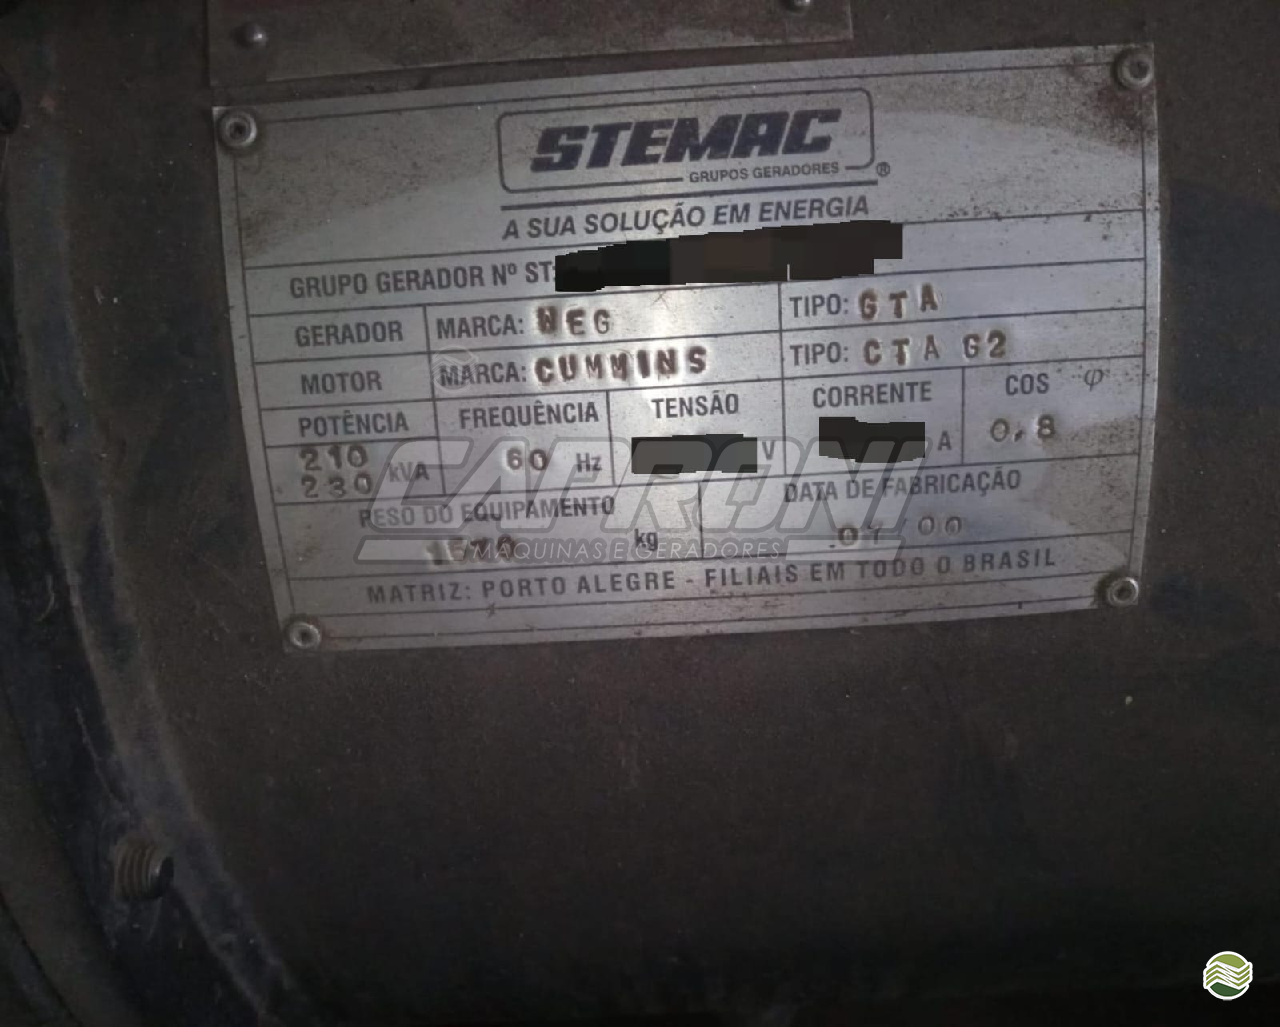 STEMAC
GRUPOS GERADORES ®
A SUA SOLUÇÃO EM ENERGIA
GRUPO GERADOR Nº ST:
GERADOR MARCA: WEG TIPO: GTA
MOTOR MARCA: CUMMINS TIPO: CTA G2
POTÊNCIA FREQUÊNCIA TENSÃO CORRENTE COS φ
210 230 kVA 60 Hz V A 0,8
PESO DO EQUIPAMENTO DATA DE FABRICAÇÃO
kg 00
MATRIZ: PORTO ALEGRE - FILIAIS EM TODO O BRASIL
CAPRONI
MÁQUINAS E GERADORES